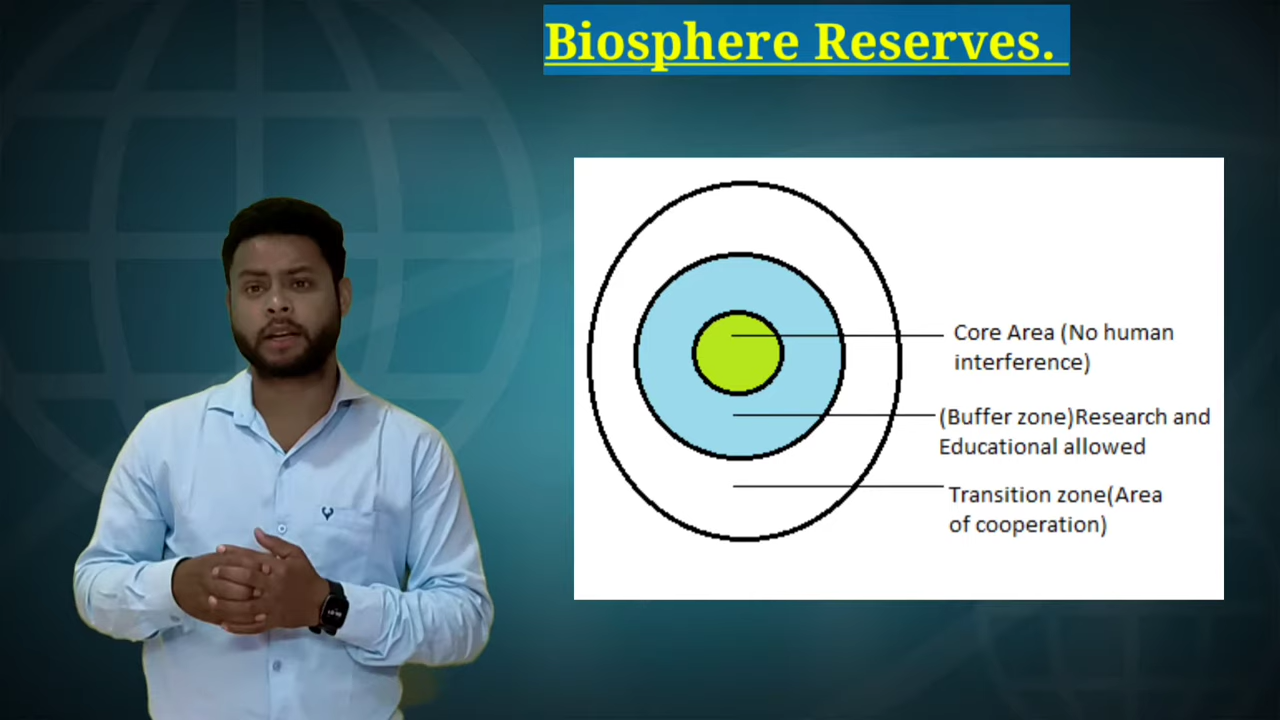 Biosphere Reserves.
Core Area (No human
interference)
(Buffer zone)Research and
Educational allowed
Transition zone(Area
of cooperation)